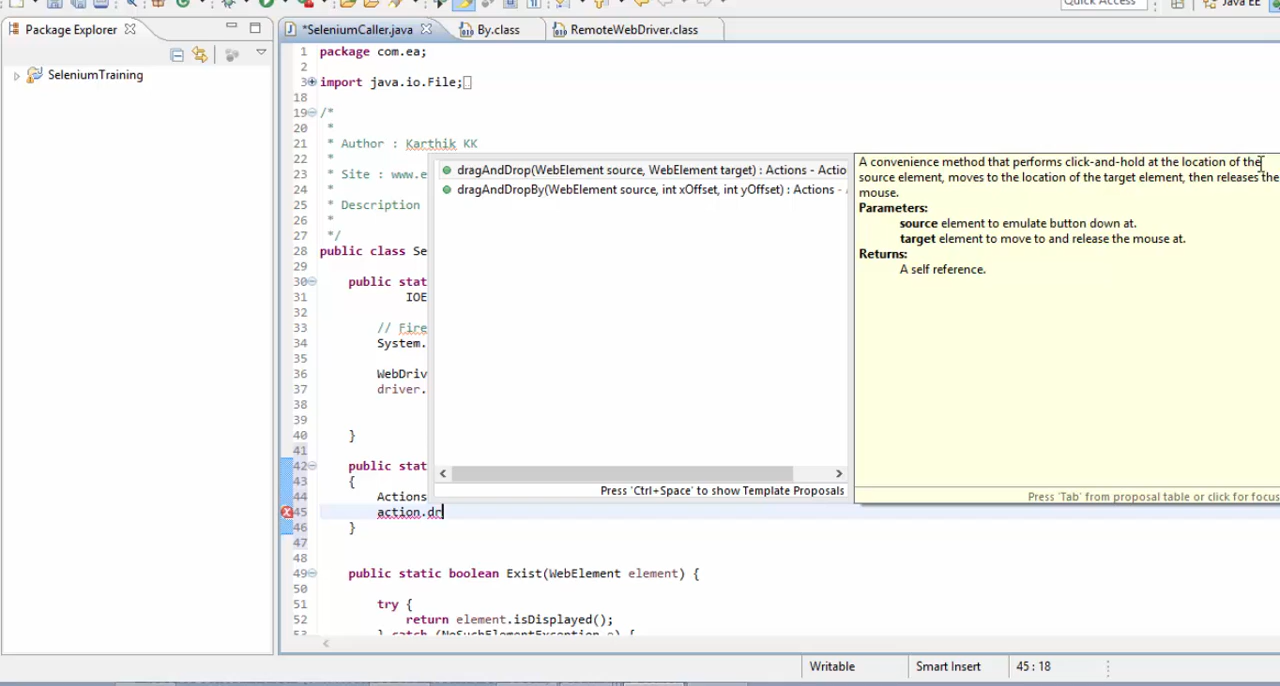 Quick Access
Java EE
Package Explorer
*SeleniumCaller.java
By.class
RemoteWebDriver.class
SeleniumTraining
1 package com.ea;
2
3 import java.io.File;
18
19 /*
20 *
21 * Author : Karthik KK
22 *
23 * Site : www.e
24 *
25 * Description
26 *
27 */
28 public class Se
29
30 public stat
31 IOE
32
33 // Fire
34 System.
35
36 WebDriv
37 driver.
38
39
40 }
41
42 public stat
43 {
44 Actions
45 action.dr
46 }
47
48
49 public static boolean Exist(WebElement element) {
50
51 try {
52 return element.isDisplayed();
53 } catch (NoSuchElementException e) {
dragAndDrop(WebElement source, WebElement target) : Actions - Actio
dragAndDropBy(WebElement source, int xOffset, int yOffset) : Actions -
Press 'Ctrl+Space' to show Template Proposals
A convenience method that performs click-and-hold at the location of the
source element, moves to the location of the target element, then releases the
mouse.
Parameters:
source element to emulate button down at.
target element to move to and release the mouse at.
Returns:
A self reference.
Press 'Tab' from proposal table or click for focus
Writable
Smart Insert
45 : 18